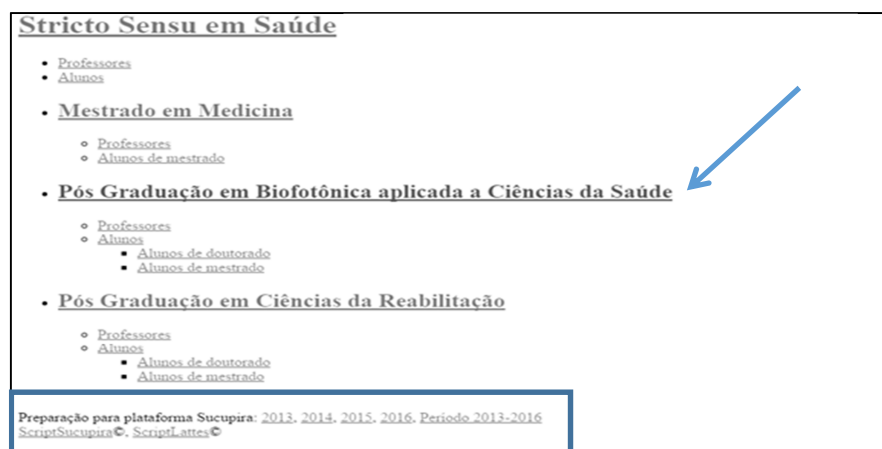 Stricto Sensu em Saúde
Professores
Alunos
Mestrado em Medicina
Professores
Alunos de mestrado
Pós Graduação em Biofotônica aplicada a Ciências da Saúde
Professores
Alunos
Alunos de doutorado
Alunos de mestrado
Pós Graduação em Ciências da Reabilitação
Professores
Alunos
Alunos de doutorado
Alunos de mestrado
Preparação para plataforma Sucupira: 2013, 2014, 2015, 2016, Periodo 2013-2016
ScriptSucupira©, ScriptLattes©